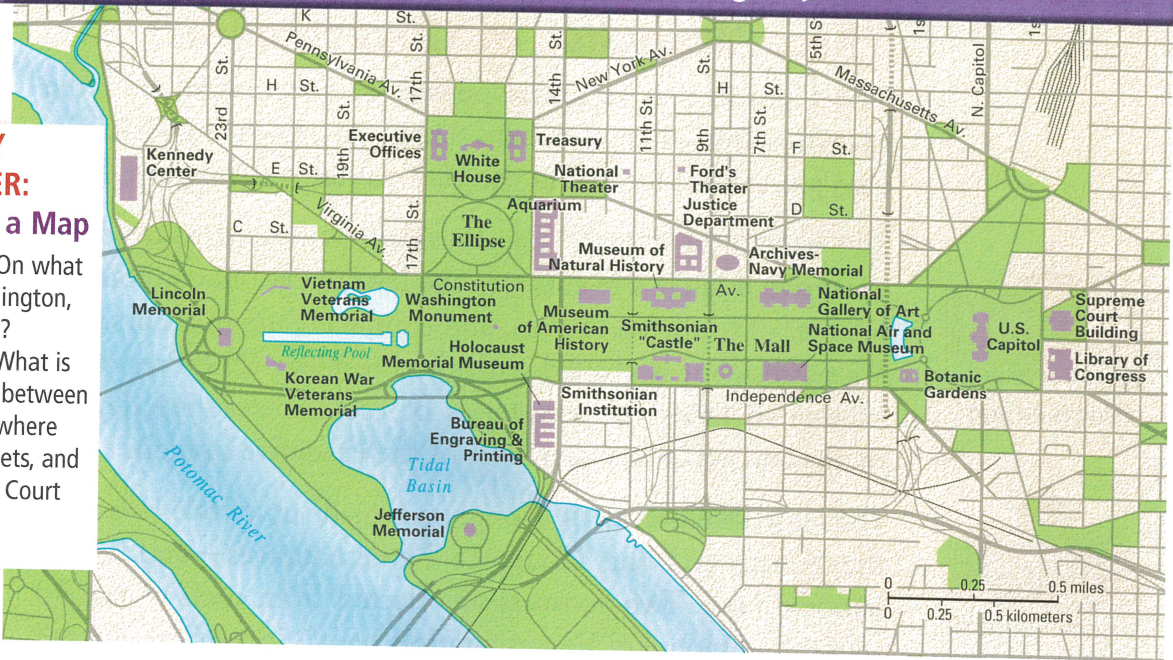 ER:
a Map
On what
ington,
?
What is
between
where
ets, and
Court
K St.
Pennsylvania Av.
H St.
23rd St.
19th St.
17th St.
14th St.
New York Av.
11th St.
9th St.
H St.
7th St.
5th S
Massachusetts Av.
1s
N. Capitol
1s
F St.
Executive
Offices
White
House
Treasury
Kennedy
Center
E St.
National
Theater
Ford's
Theater
Justice
Department
D St.
C St.
Virginia Av.
17th St.
The
Ellipse
Aquarium
Museum of
Natural History
Archives-
Navy Memorial
Lincoln
Memorial
Vietnam
Veterans
Memorial
Constitution Av.
Washington
Monument
Museum
of American
History
Smithsonian
"Castle"
The Mall
National
Gallery of Art
National Air and
Space Museum
U.S.
Capitol
Supreme
Court
Building
Library of
Congress
Reflecting Pool
Holocaust
Memorial Museum
Korean War
Veterans
Memorial
Smithsonian
Institution
Independence Av.
Botanic
Gardens
Bureau of
Engraving &
Printing
Tidal
Basin
Potomac River
Jefferson
Memorial
0 0.25 0.5 miles
0 0.25 0.5 kilometers